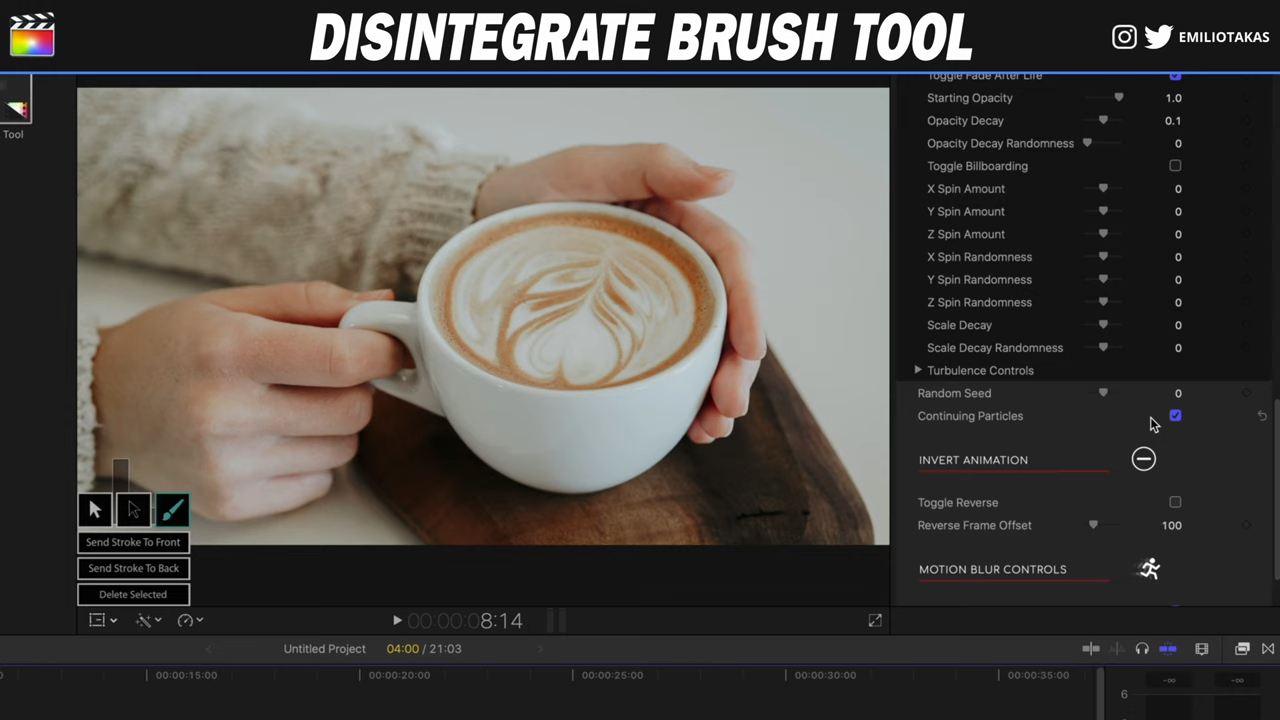 DISINTEGRATE BRUSH TOOL
EMILIOTAKAS
Tool
Toggle Fade After Life
Starting Opacity 1.0
Opacity Decay 0.1
Opacity Decay Randomness 0
Toggle Billboarding
X Spin Amount 0
Y Spin Amount 0
Z Spin Amount 0
X Spin Randomness 0
Y Spin Randomness 0
Z Spin Randomness 0
Scale Decay 0
Scale Decay Randomness 0
Turbulence Controls
Random Seed 0
Continuing Particles
INVERT ANIMATION
Toggle Reverse
Reverse Frame Offset 100
MOTION BLUR CONTROLS
Send Stroke To Front
Send Stroke To Back
Delete Selected
00:00:08:14
Untitled Project 04:00 / 21:03
00:00:15:00 00:00:20:00 00:00:25:00 00:00:30:00 00:00:35:00
-∞ -∞
6